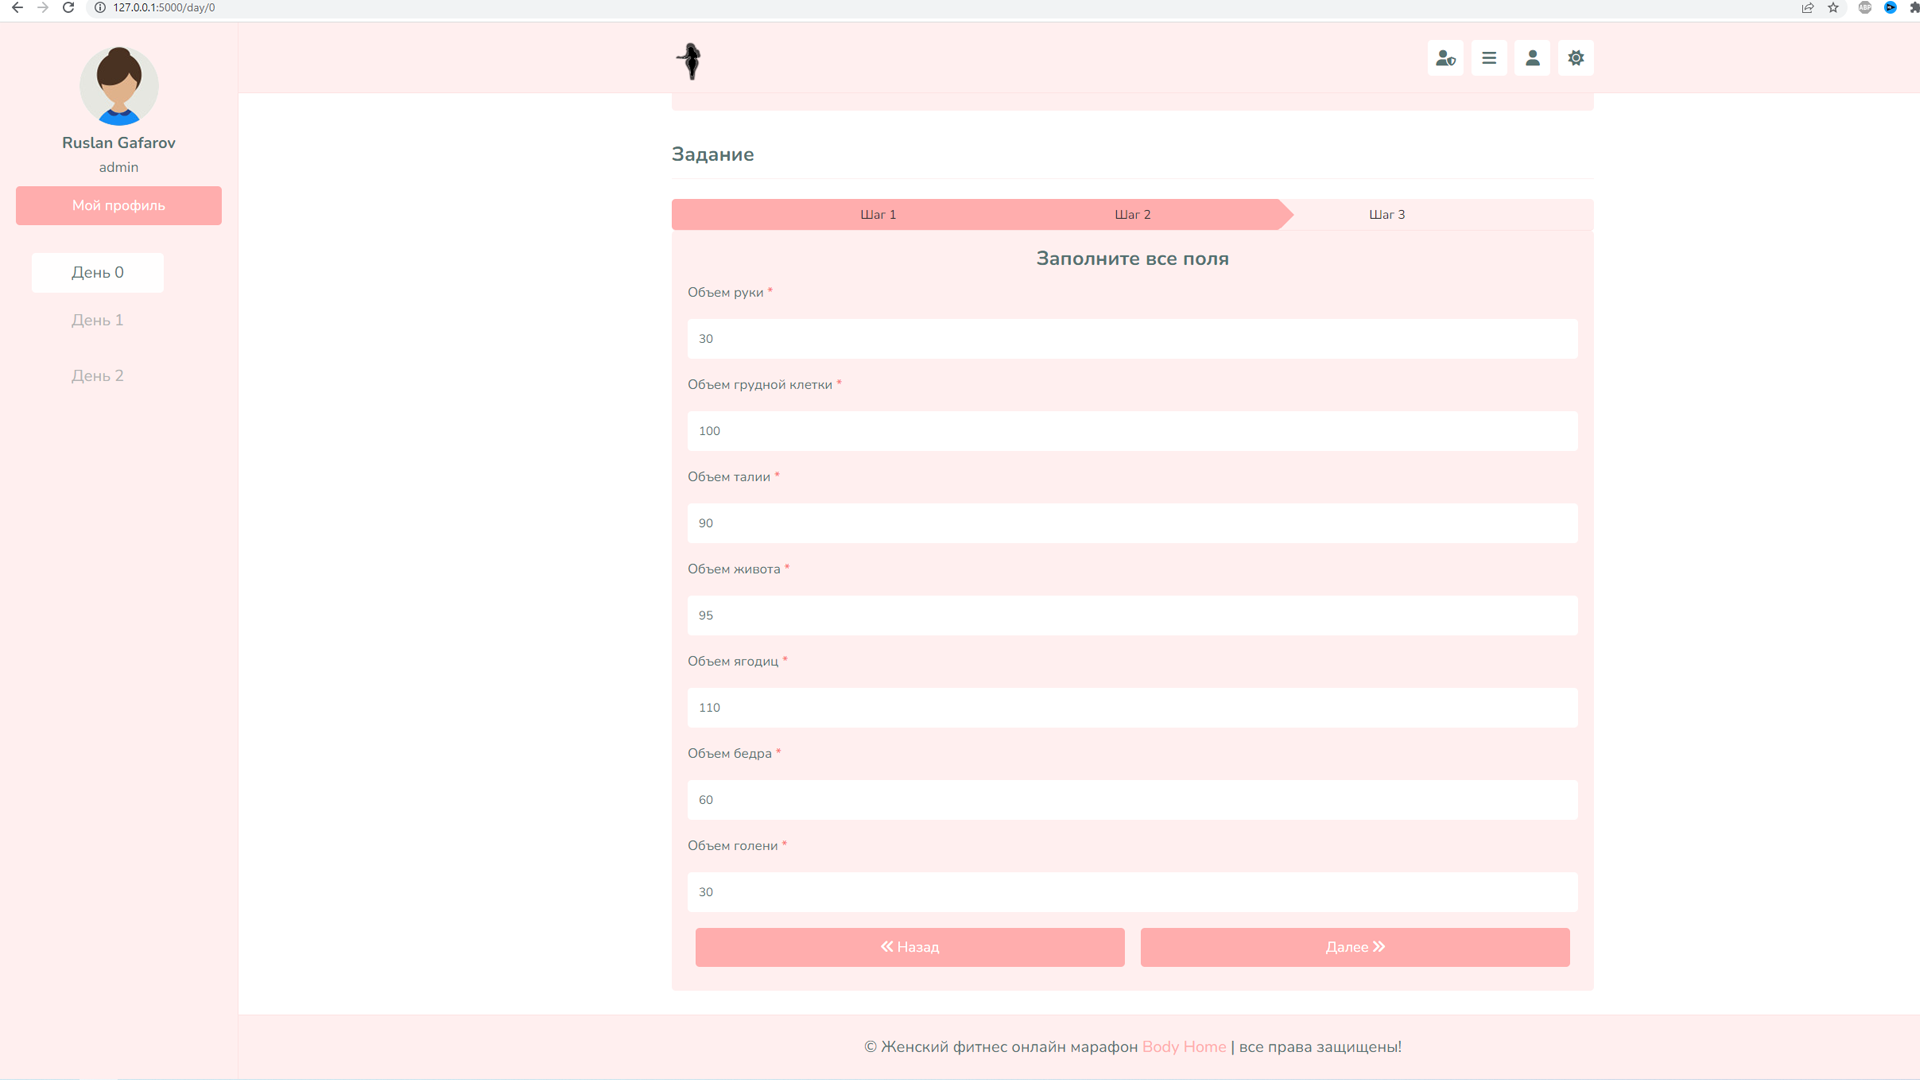 127.0.0.1:5000/day/0
Ruslan Gafarov
admin
Мой профиль
День 0
День 1
День 2
Задание
Шаг 1
Шаг 2
Шаг 3
Заполните все поля
Объем руки *
30
Объем грудной клетки *
100
Объем талии *
90
Объем живота *
95
Объем ягодиц *
110
Объем бедра *
60
Объем голени *
30
Назад
Далее
© Женский фитнес онлайн марафон Body Home | все права защищены!